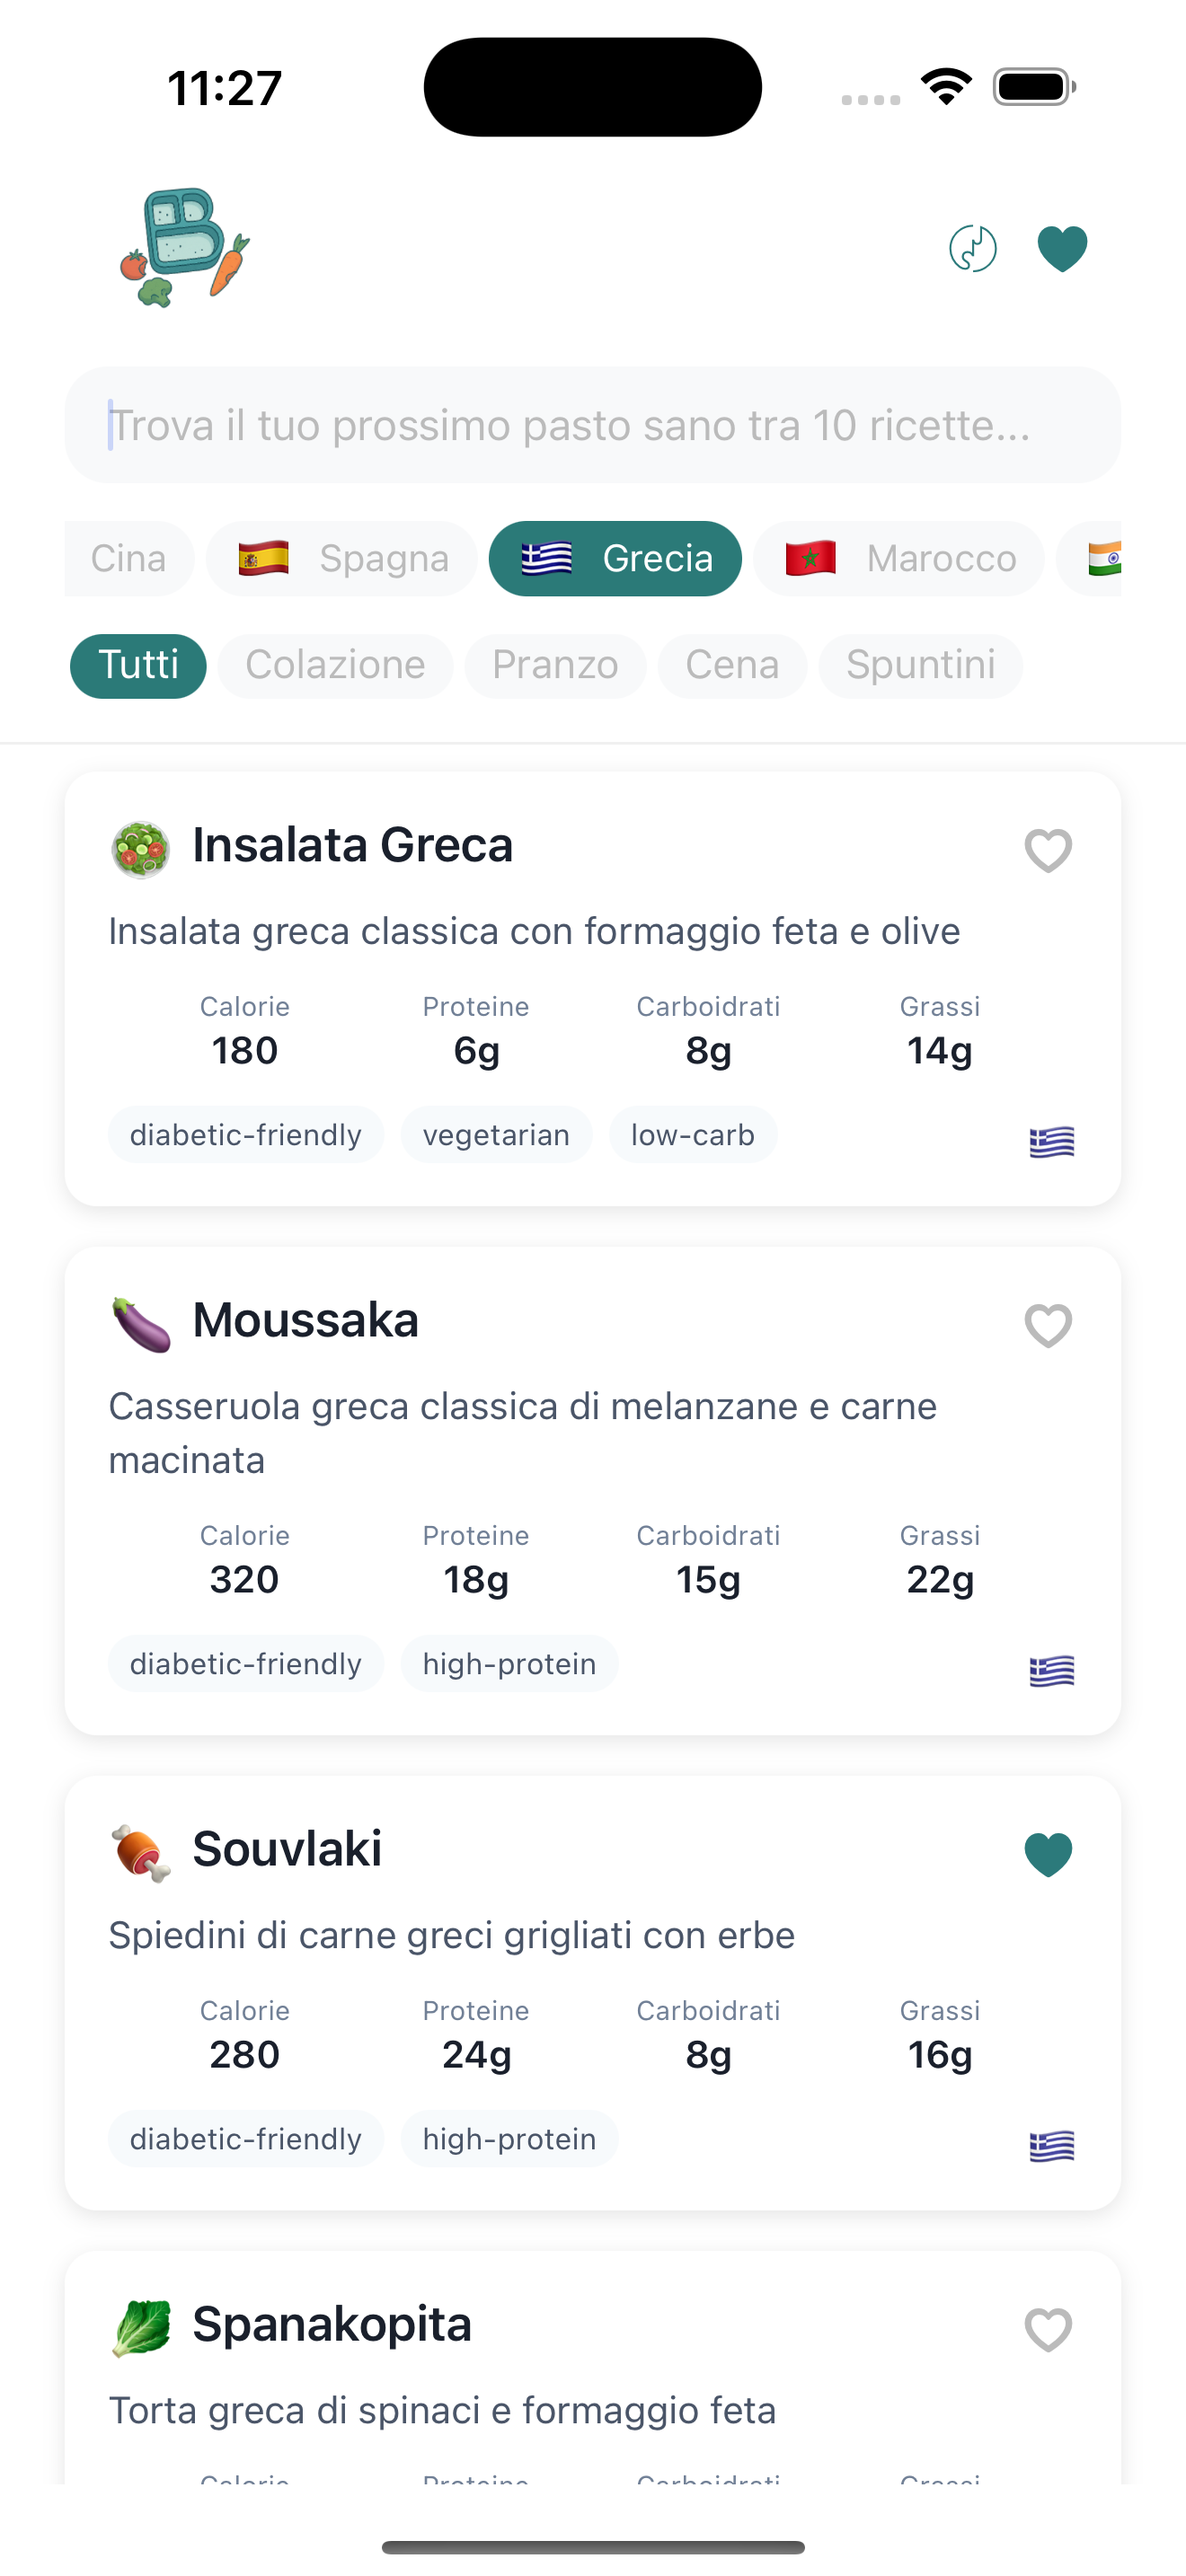 11:27
Trova il tuo prossimo pasto sano tra 10 ricette...
Cina Spagna Grecia Marocco
Tutti Colazione Pranzo Cena Spuntini
Insalata Greca
Insalata greca classica con formaggio feta e olive
Calorie Proteine Carboidrati Grassi
180 6g 8g 14g
diabetic-friendly vegetarian low-carb
Moussaka
Casseruola greca classica di melanzane e carne
macinata
Calorie Proteine Carboidrati Grassi
320 18g 15g 22g
diabetic-friendly high-protein
Souvlaki
Spiedini di carne greci grigliati con erbe
Calorie Proteine Carboidrati Grassi
280 24g 8g 16g
diabetic-friendly high-protein
Spanakopita
Torta greca di spinaci e formaggio feta
Calorie Proteine Carboidrati Grassi